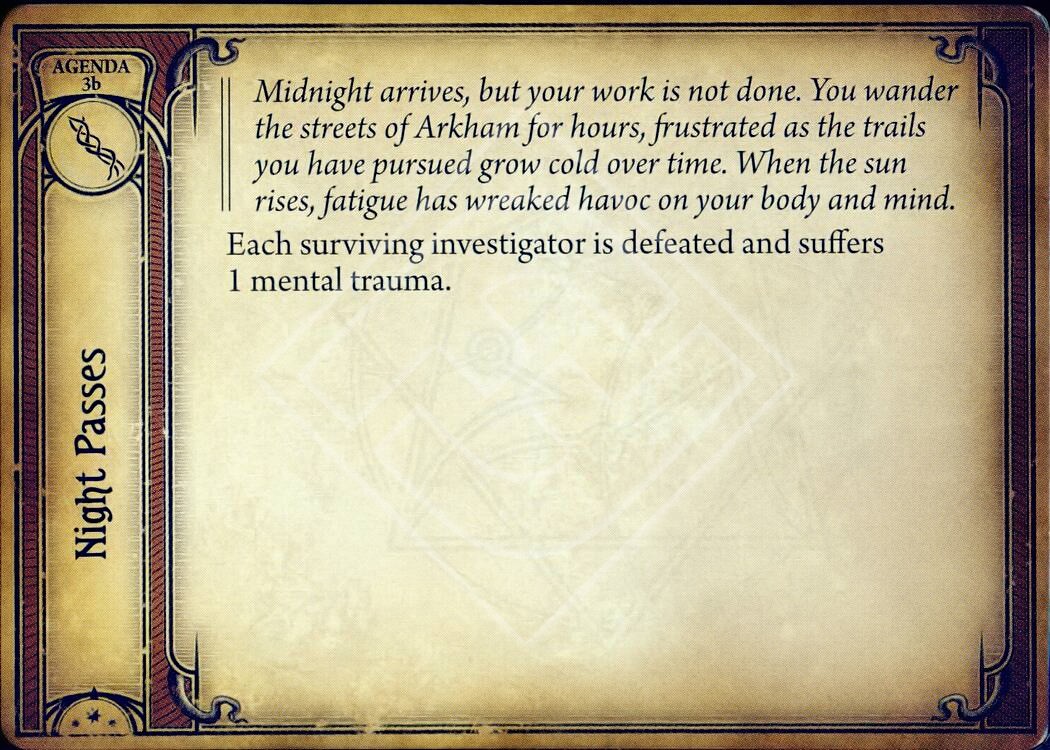 AGENDA
3b
Night Passes
Midnight arrives, but your work is not done. You wander
the streets of Arkham for hours, frustrated as the trails
you have pursued grow cold over time. When the sun
rises, fatigue has wreaked havoc on your body and mind.
Each surviving investigator is defeated and suffers
1 mental trauma.